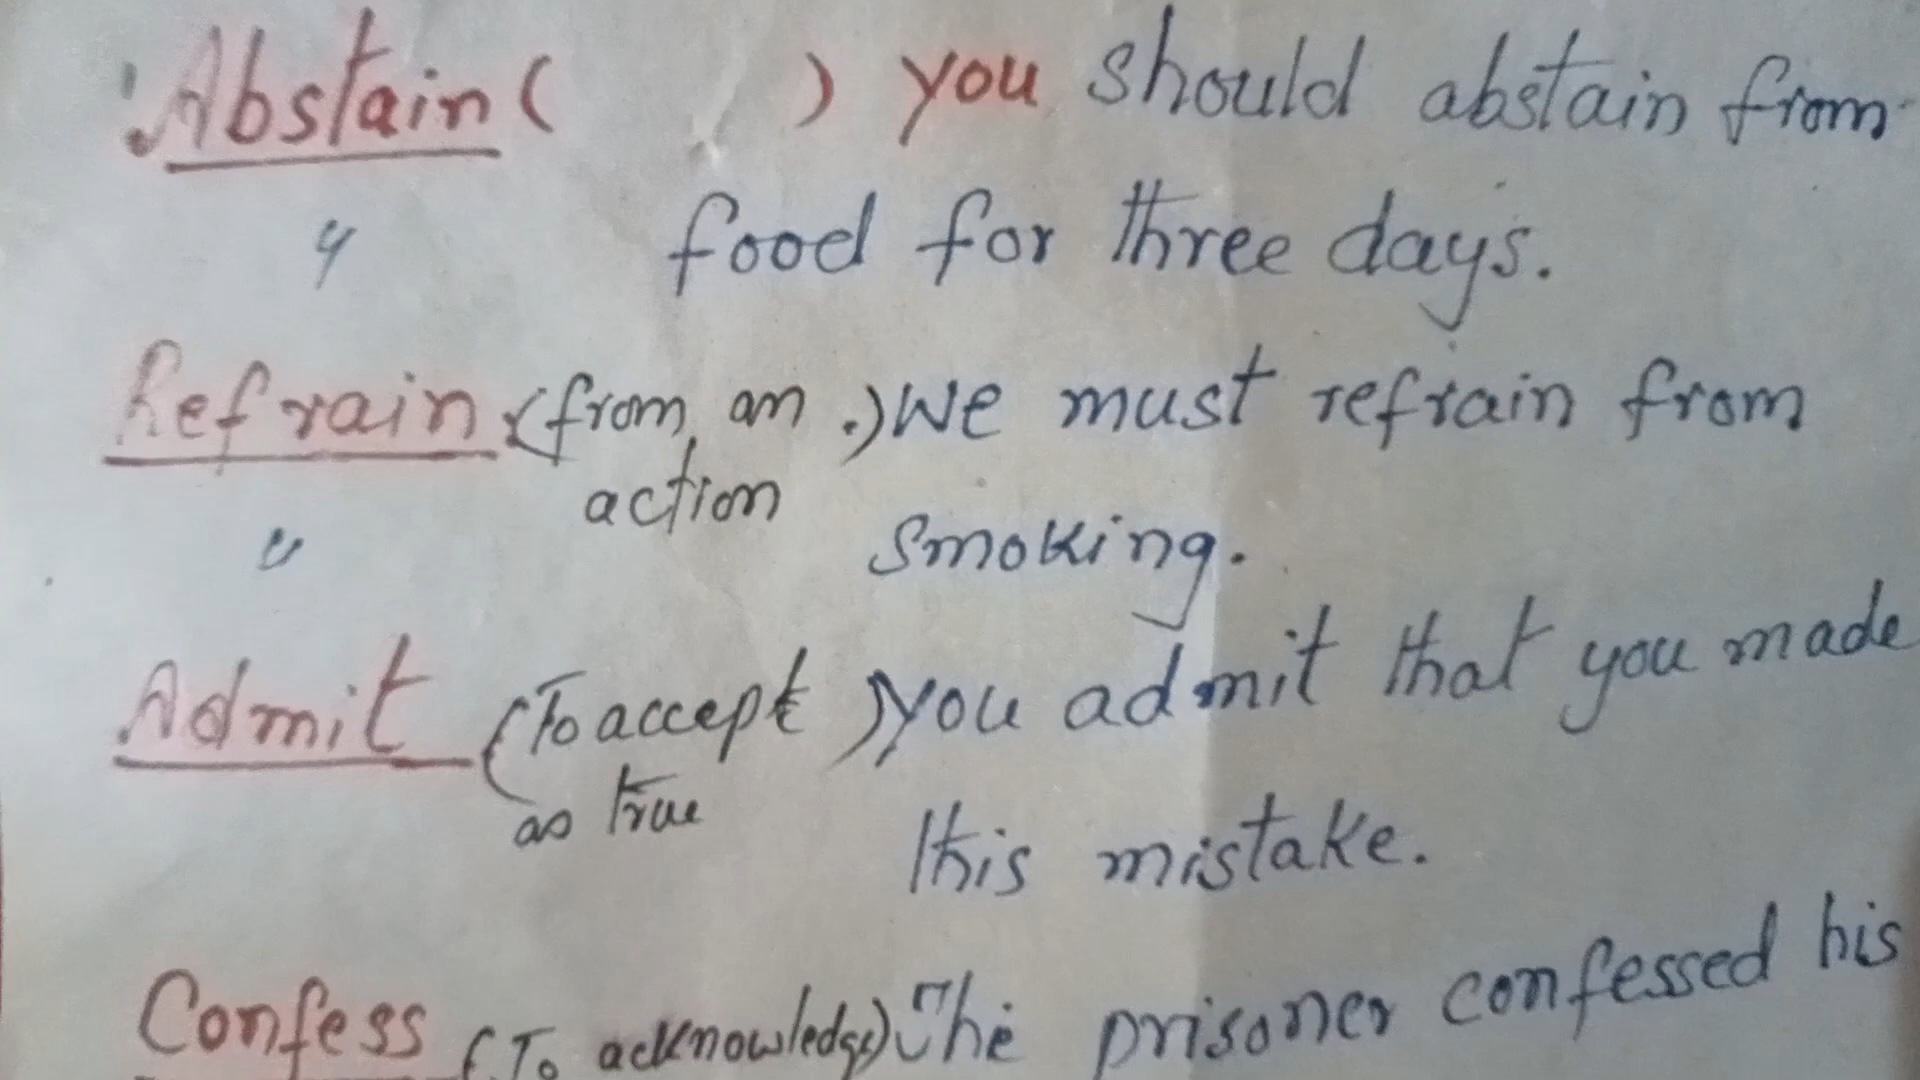 Abstain ( ) you should abstain from
food for three days.
Refrain (from an .) We must refrain from
action
smoking.
Admit (To accept ) you admit that you made
as true
this mistake.
Confess (To acknowledge) The prisoner confessed his